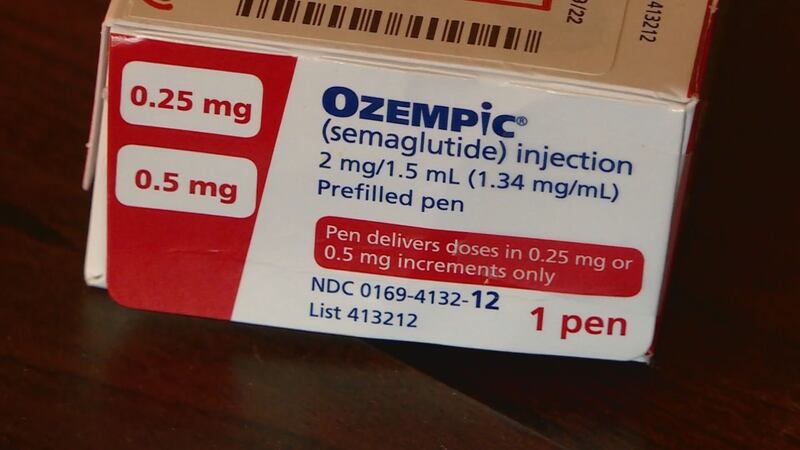 413212
0.25 mg
0.5 mg
OZEMPIC®
(semaglutide) injection
2 mg/1.5 mL (1.34 mg/mL)
Prefilled pen
Pen delivers doses in 0.25 mg or
0.5 mg increments only
NDC 0169-4132-12
List 413212
1 pen